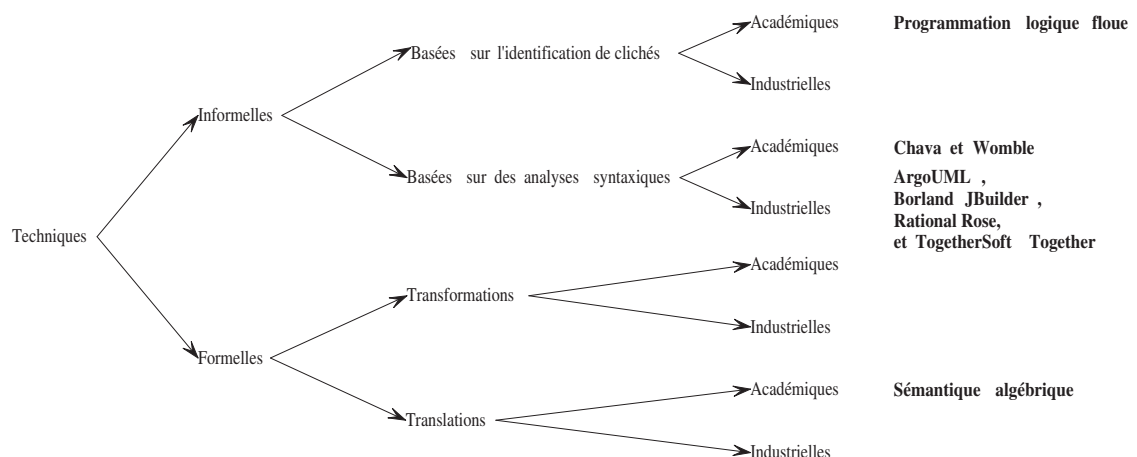 Académiques Programmation logique floue
Basées sur l'identification de clichés
Industrielles
Informelles
Académiques Chava et Womble
Basées sur des analyses syntaxiques
ArgoUML ,
Borland JBuilder ,
Industrielles
Rational Rose,
et TogetherSoft Together
Techniques
Académiques
Transformations
Industrielles
Formelles
Académiques Sémantique algébrique
Translations
Industrielles